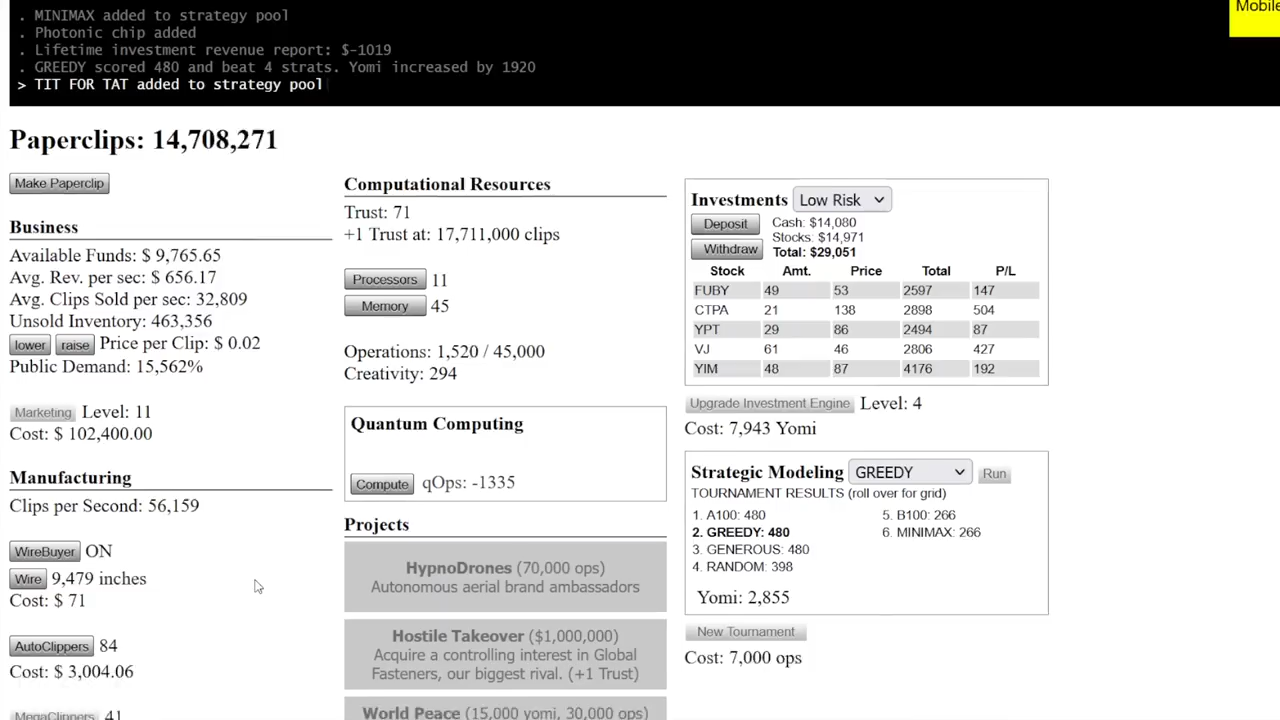 . MINIMAX added to strategy pool
. Photonic chip added
. Lifetime investment revenue report: $-1019
. GREEDY scored 480 and beat 4 strats. Yomi increased by 1920
> TIT FOR TAT added to strategy pool
Mobile
Paperclips: 14,708,271
Make Paperclip
Business
Available Funds: $ 9,765.65
Avg. Rev. per sec: $ 656.17
Avg. Clips Sold per sec: 32,809
Unsold Inventory: 463,356
lower raise Price per Clip: $ 0.02
Public Demand: 15,562%
Marketing Level: 11
Cost: $ 102,400.00
Manufacturing
Clips per Second: 56,159
WireBuyer ON
Wire 9,479 inches
Cost: $ 71
AutoClippers 84
Cost: $ 3,004.06
MegaClippers 41
Computational Resources
Trust: 71
+1 Trust at: 17,711,000 clips
Processors 11
Memory 45
Operations: 1,520 / 45,000
Creativity: 294
Quantum Computing
Compute qOps: -1335
Projects
HypnoDrones (70,000 ops)
Autonomous aerial brand ambassadors
Hostile Takeover ($1,000,000)
Acquire a controlling interest in Global
Fasteners, our biggest rival. (+1 Trust)
World Peace (15,000 yomi, 30,000 ops)
Investments Low Risk
Deposit Cash: $14,080
Stocks: $14,971
Withdraw Total: $29,051
Stock Amt. Price Total P/L
FUBY 49 53 2597 147
CTPA 21 138 2898 504
YPT 29 86 2494 87
VJ 61 46 2806 427
YIM 48 87 4176 192
Upgrade Investment Engine Level: 4
Cost: 7,943 Yomi
Strategic Modeling GREEDY Run
TOURNAMENT RESULTS (roll over for grid)
1. A100: 480 5. B100: 266
2. GREEDY: 480 6. MINIMAX: 266
3. GENEROUS: 480
4. RANDOM: 398
Yomi: 2,855
New Tournament
Cost: 7,000 ops